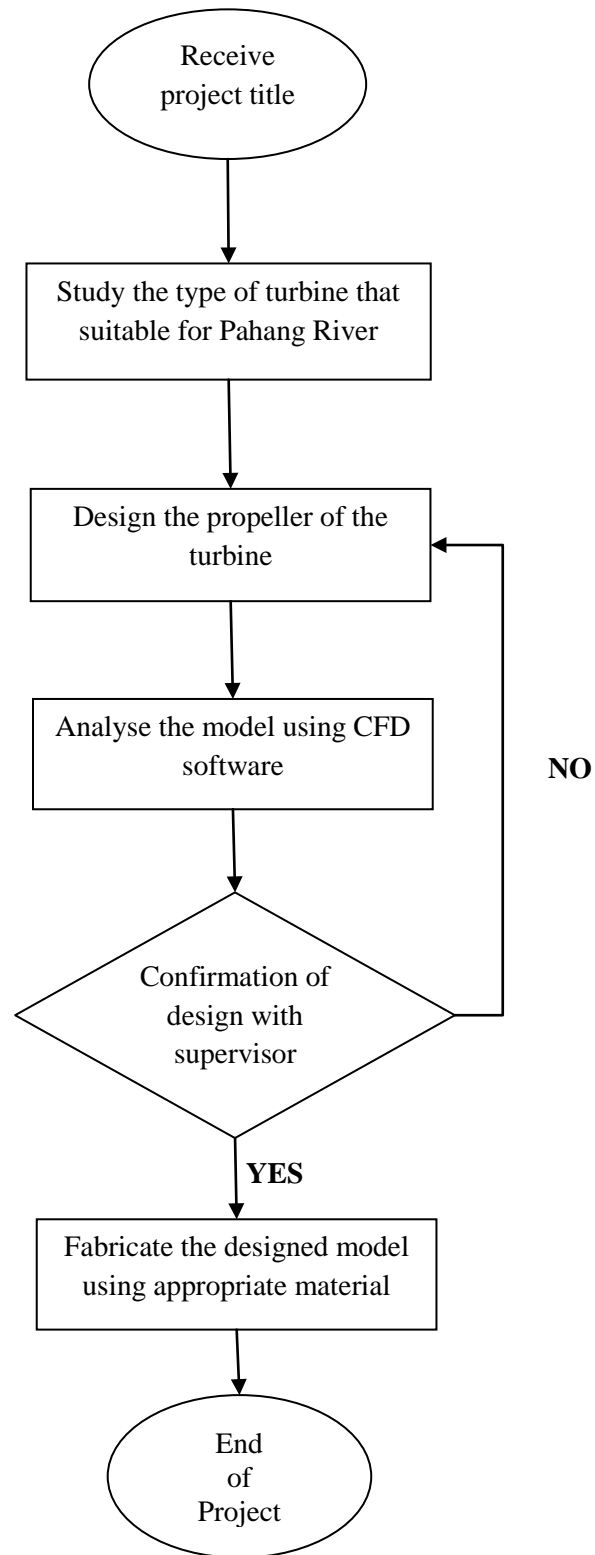 Receive
project title
Study the type of turbine that
suitable for Pahang River
Design the propeller of the
turbine
Analyse the model using CFD
software
NO
Confirmation of
design with
supervisor
YES
Fabricate the designed model
using appropriate material
End
of
Project